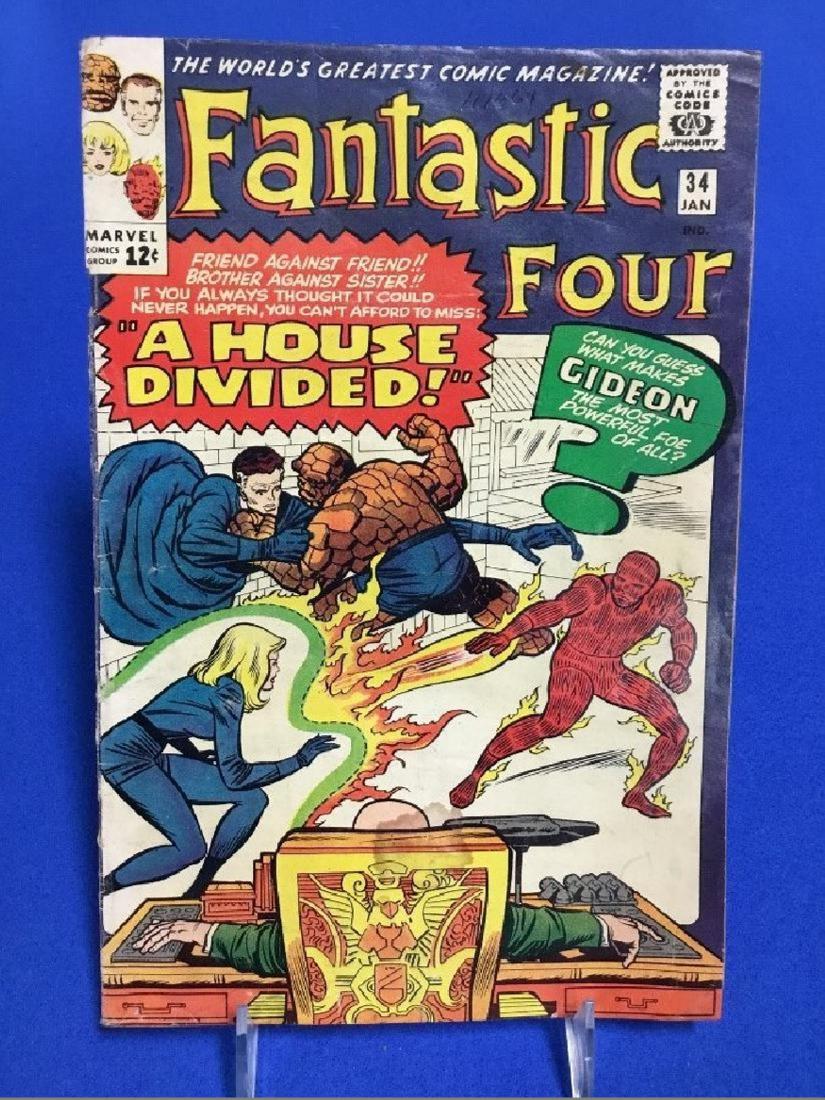 THE WORLD'S GREATEST COMIC MAGAZINE!
APPROVED
BY THE
COMICS
CODE
AUTHORITY
FANTASTIC
FOUR
34
JAN
IND.
MARVEL
COMICS
GROUP 12¢
FRIEND AGAINST FRIEND!!
BROTHER AGAINST SISTER!!
IF YOU ALWAYS THOUGHT IT COULD
NEVER HAPPEN, YOU CAN'T AFFORD TO MISS:
"A HOUSE
DIVIDED!"
CAN YOU GUESS
WHAT MAKES
GIDEON
THE MOST
POWERFUL FOE
OF ALL?